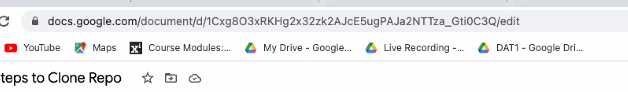 docs.google.com/document/d/1Cxg8O3xRKHg2x32zk2AJcE5ugPAJa2NTTza_Gti0C3Q/edit
YouTube Maps Course Modules:... My Drive - Google... Live Recording -... DAT1 - Google Dri...
teps to Clone Repo